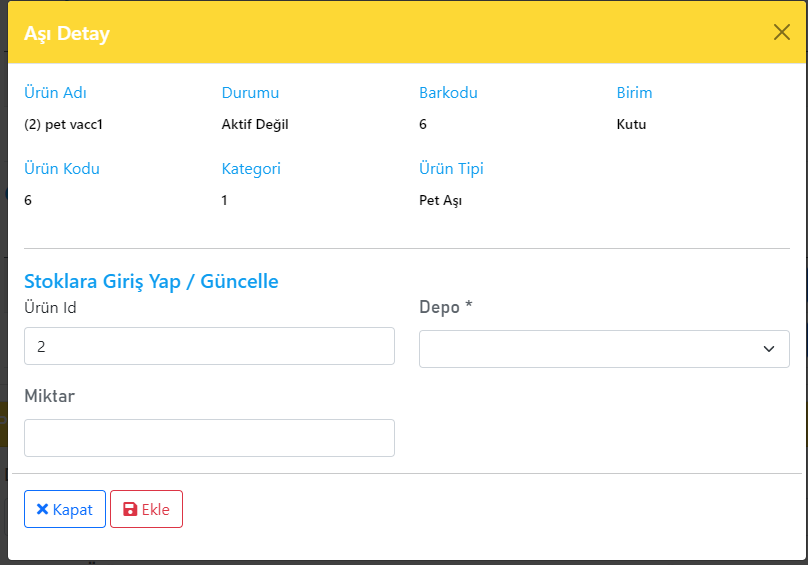 Aşı Detay
Ürün Adı Durumu Barkodu Birim
(2) pet vacc1 Aktif Değil 6 Kutu
Ürün Kodu Kategori Ürün Tipi
6 1 Pet Aşı
Stoklara Giriş Yap / Güncelle
Ürün Id Depo *
2
Miktar
Kapat Ekle